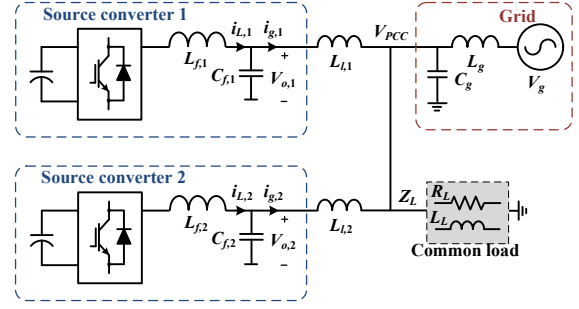 Source converter 1
i_{L,1} i_{g,1}
L_{f,1}
C_{f,1}
+
V_{o,1}
−
L_{l,1}
V_{PCC}
Grid
L_g
C_g
V_g
Source converter 2
i_{L,2} i_{g,2}
L_{f,2}
C_{f,2}
+
V_{o,2}
−
L_{l,2}
Z_L
R_L
L_L
Common load